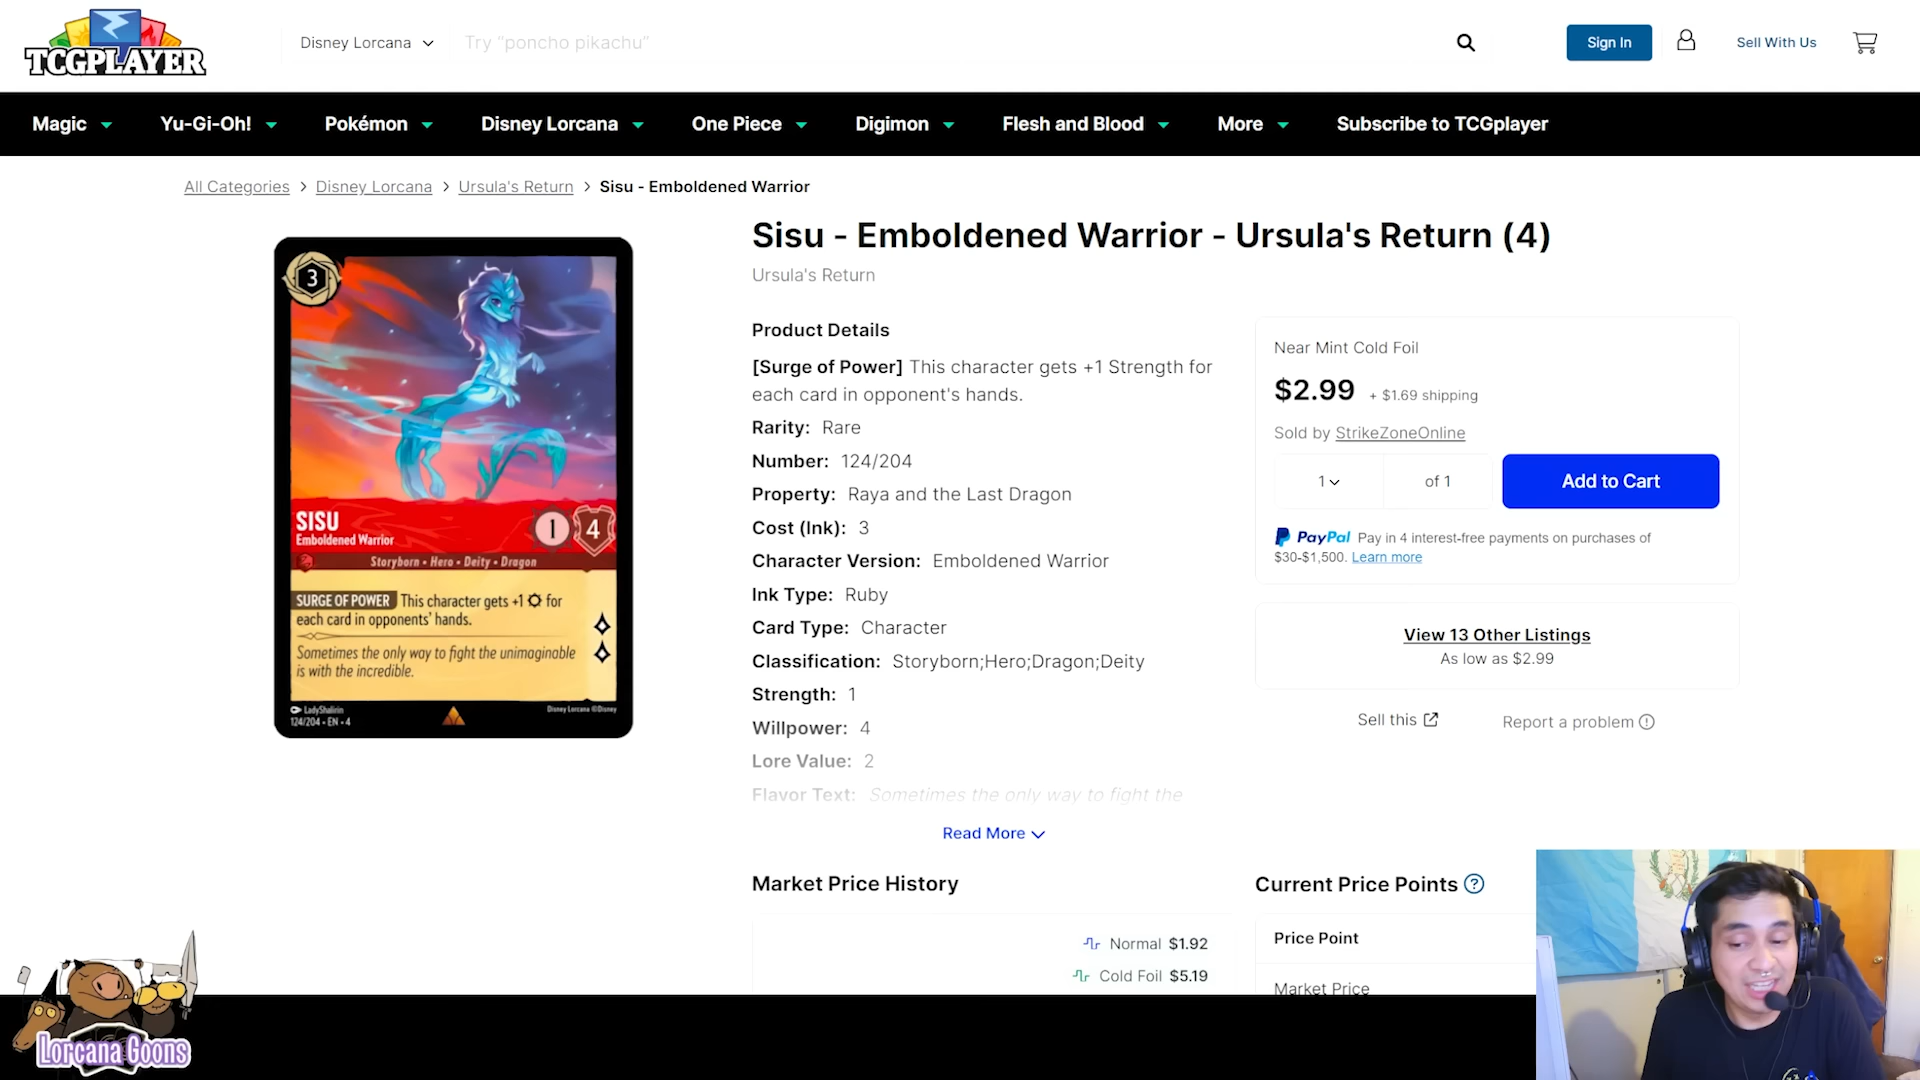 TCGPLAYER
Disney Lorcana
Try "poncho pikachu"
Sign In
Sell With Us
Magic
Yu-Gi-Oh!
Pokémon
Disney Lorcana
One Piece
Digimon
Flesh and Blood
More
Subscribe to TCGplayer
All Categories > Disney Lorcana > Ursula's Return > Sisu - Emboldened Warrior
3
SISU
Emboldened Warrior
1
4
Storyborn • Hero • Deity • Dragon
SURGE OF POWER This character gets +1 for
each card in opponents' hands.
Sometimes the only way to fight the unimaginable
is with the incredible.
LadyShalirin
124/204 • EN • 4
Disney Lorcana ©Disney
Sisu - Emboldened Warrior - Ursula's Return (4)
Ursula's Return
Product Details
[Surge of Power] This character gets +1 Strength for
each card in opponent's hands.
Rarity: Rare
Number: 124/204
Property: Raya and the Last Dragon
Cost (Ink): 3
Character Version: Emboldened Warrior
Ink Type: Ruby
Card Type: Character
Classification: Storyborn;Hero;Dragon;Deity
Strength: 1
Willpower: 4
Lore Value: 2
Flavor Text: Sometimes the only way to fight the
Read More
Near Mint Cold Foil
$2.99 + $1.69 shipping
Sold by StrikeZoneOnline
1
of 1
Add to Cart
PayPal Pay in 4 interest-free payments on purchases of
$30-$1,500. Learn more
View 13 Other Listings
As low as $2.99
Sell this
Report a problem
Market Price History
Normal $1.92
Cold Foil $5.19
Current Price Points
Price Point
Market Price
Lorcana Goons